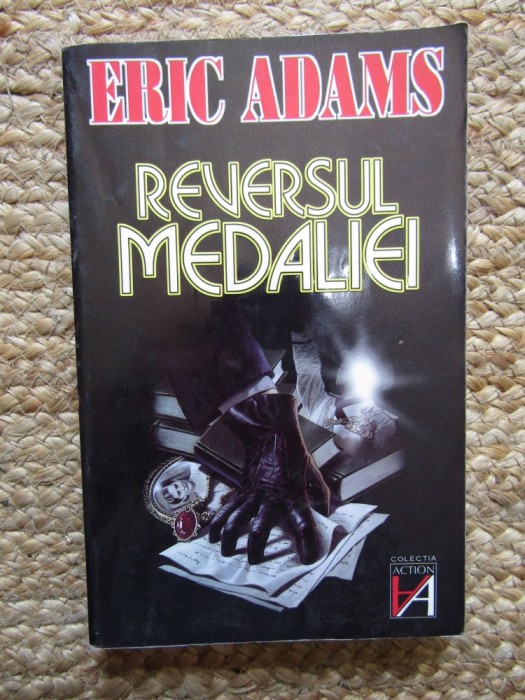 ERIC ADAMS
REVERSUL
MEDALIEI
COLECTIA
ACTION